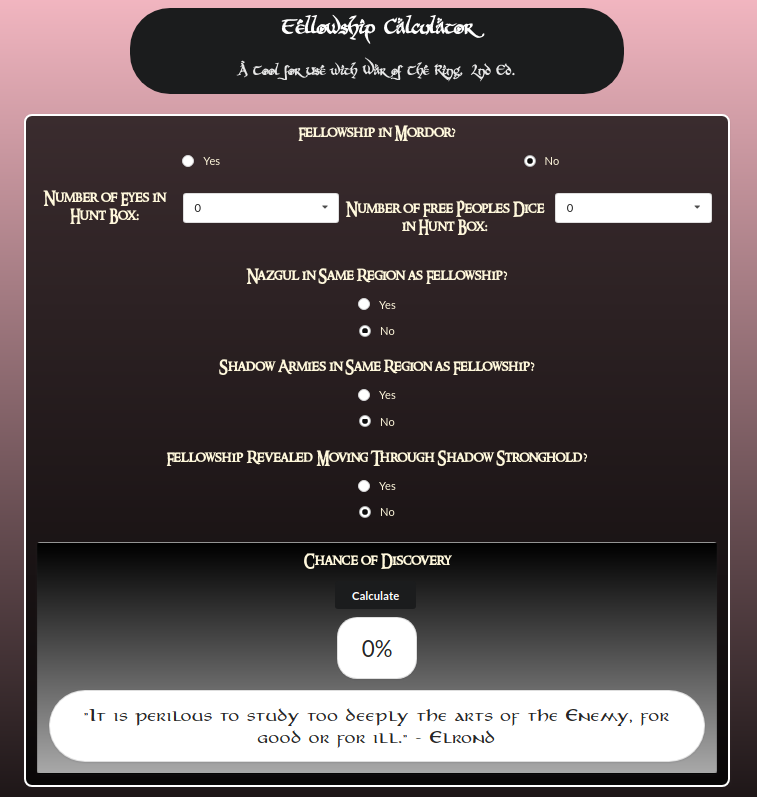 Fellowship Calculator
A Tool for use with War of the Ring, 2nd Ed.
Fellowship in Mordor?
Yes
No
Number of Eyes in
Hunt Box:
0
Number of Free Peoples Dice
in Hunt Box:
0
Nazgul in Same Region as Fellowship?
Yes
No
Shadow Armies in Same Region as Fellowship?
Yes
No
Fellowship Revealed Moving Through Shadow Stronghold?
Yes
No
Chance of Discovery
Calculate
0%
"It is perilous to study too deeply the arts of the Enemy, for
good or for ill." - Elrond